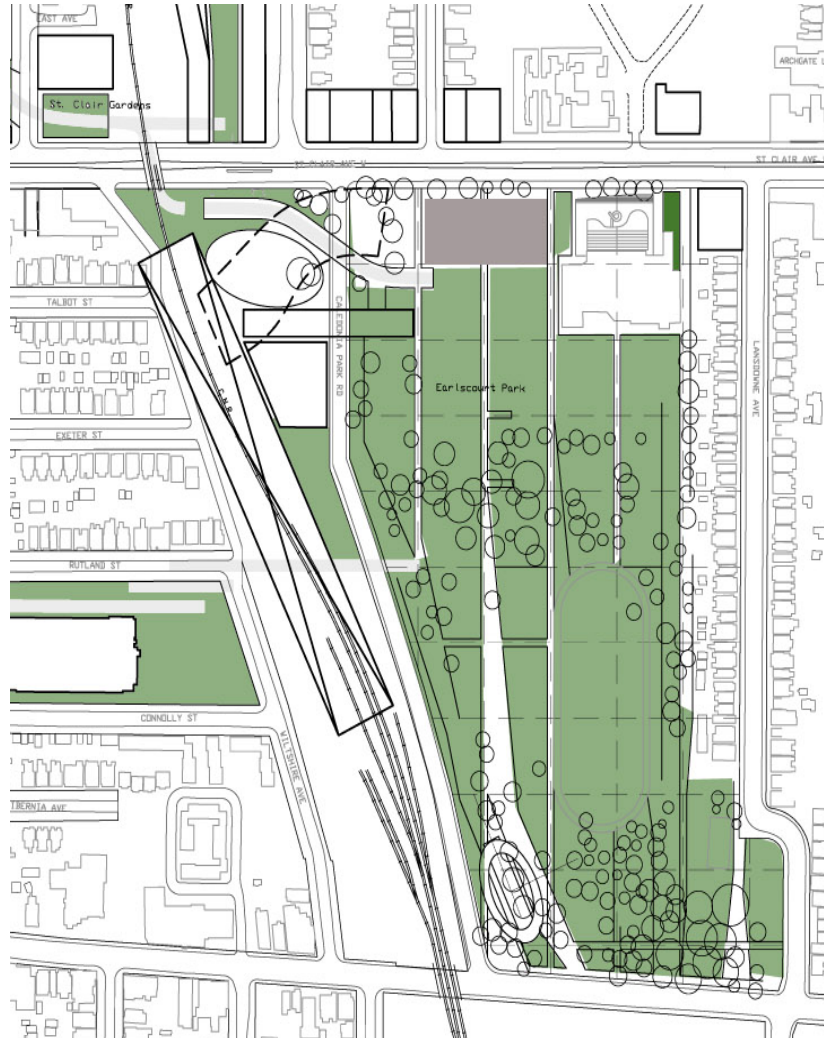 EAST AVE
ARCHGATE L
St. Clair Gardens
ST CLAIR AVE W
ST CLAIR AVE
TALBOT ST
CALEDONIA PARK RD
LANSDOWNE AVE
C.N.R.
Earlscourt Park
EXETER ST
RUTLAND ST
CONNOLLY ST
WILTSHIRE AVE
IBERNIA AVE